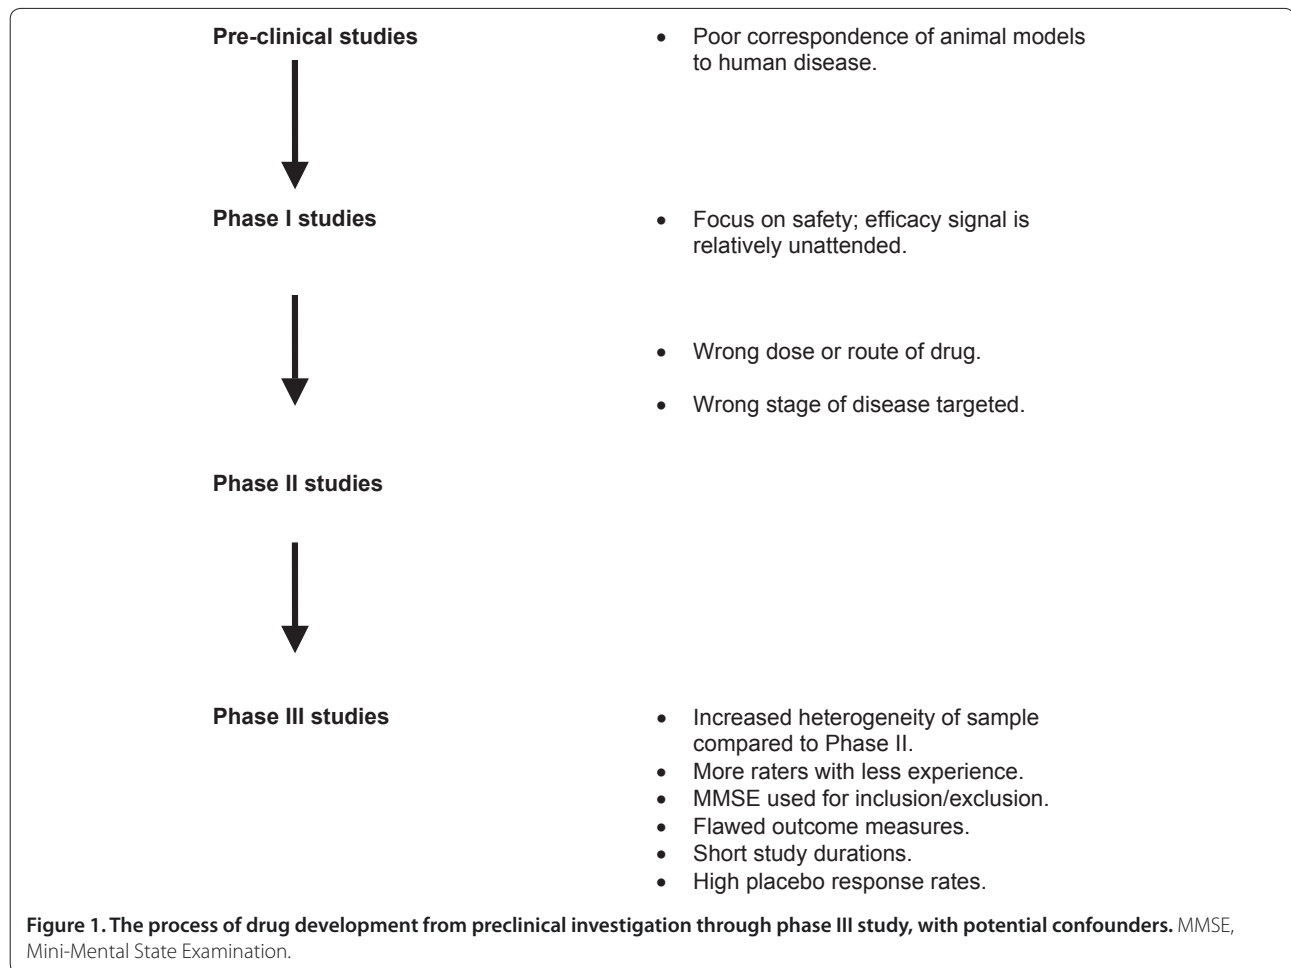 Pre-clinical studies
• Poor correspondence of animal models
to human disease.
Phase I studies
• Focus on safety; efficacy signal is
relatively unattended.
• Wrong dose or route of drug.
• Wrong stage of disease targeted.
Phase II studies
Phase III studies
• Increased heterogeneity of sample
compared to Phase II.
• More raters with less experience.
• MMSE used for inclusion/exclusion.
• Flawed outcome measures.
• Short study durations.
• High placebo response rates.
Figure 1. The process of drug development from preclinical investigation through phase III study, with potential confounders. MMSE,
Mini-Mental State Examination.